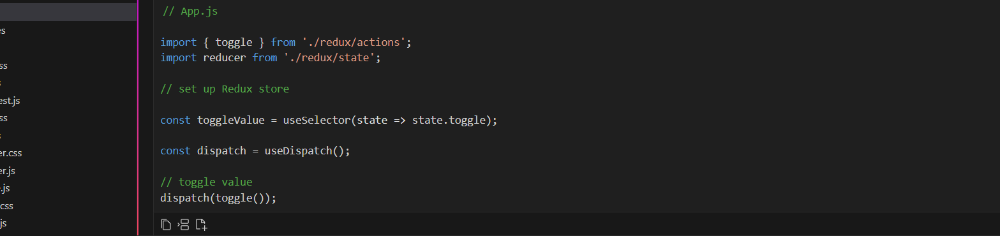 es
ss
est.js
ss
er.css
er.js
.js
css
js
// App.js
import { toggle } from './redux/actions';
import reducer from './redux/state';
// set up Redux store
const toggleValue = useSelector(state => state.toggle);
const dispatch = useDispatch();
// toggle value
dispatch(toggle());